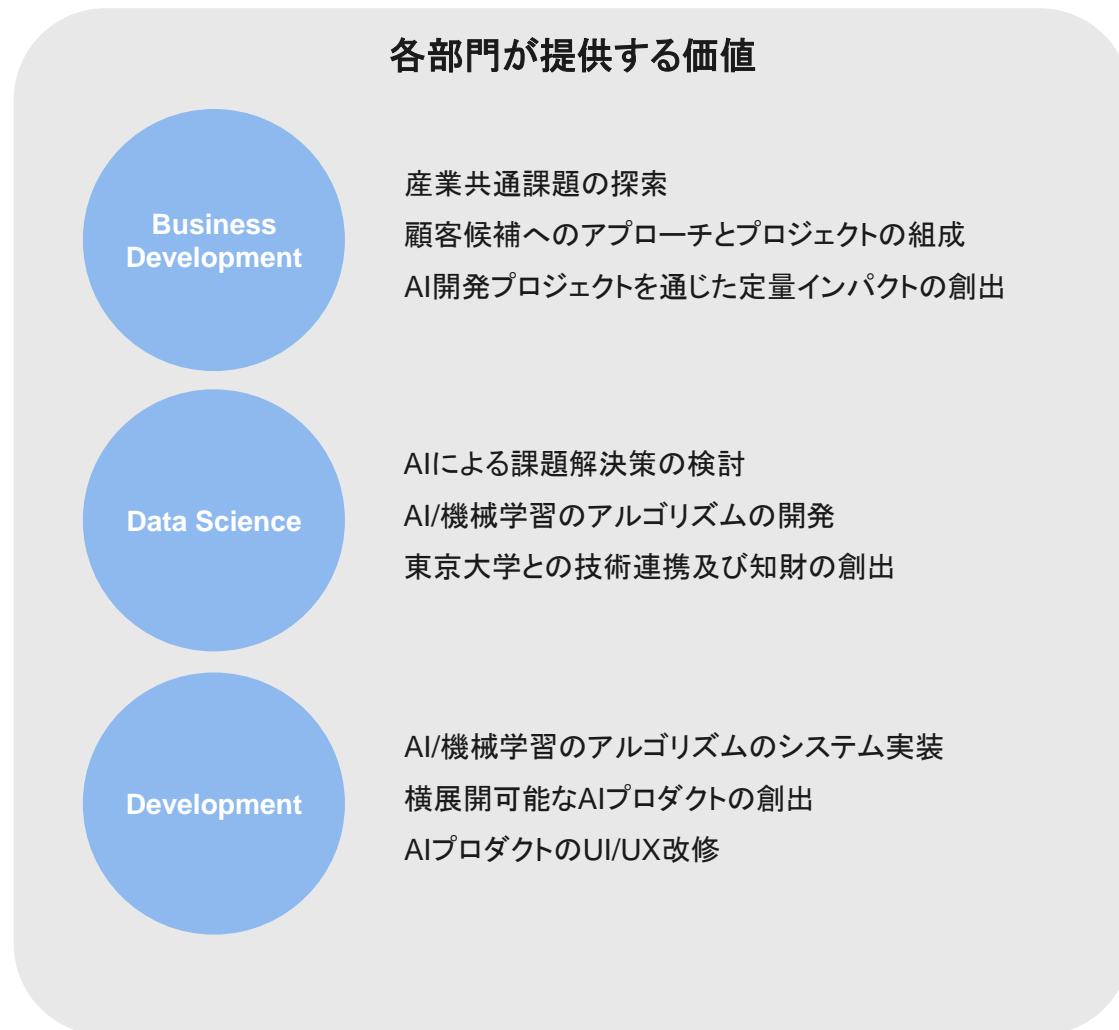 各部門が提供する価値
Business
Development
産業共通課題の探索
顧客候補へのアプローチとプロジェクトの組成
AI開発プロジェクトを通じた定量インパクトの創出
Data Science
AIによる課題解決策の検討
AI/機械学習のアルゴリズムの開発
東京大学との技術連携及び知財の創出
Development
AI/機械学習のアルゴリズムのシステム実装
横展開可能なAIプロダクトの創出
AIプロダクトのUI/UX改修